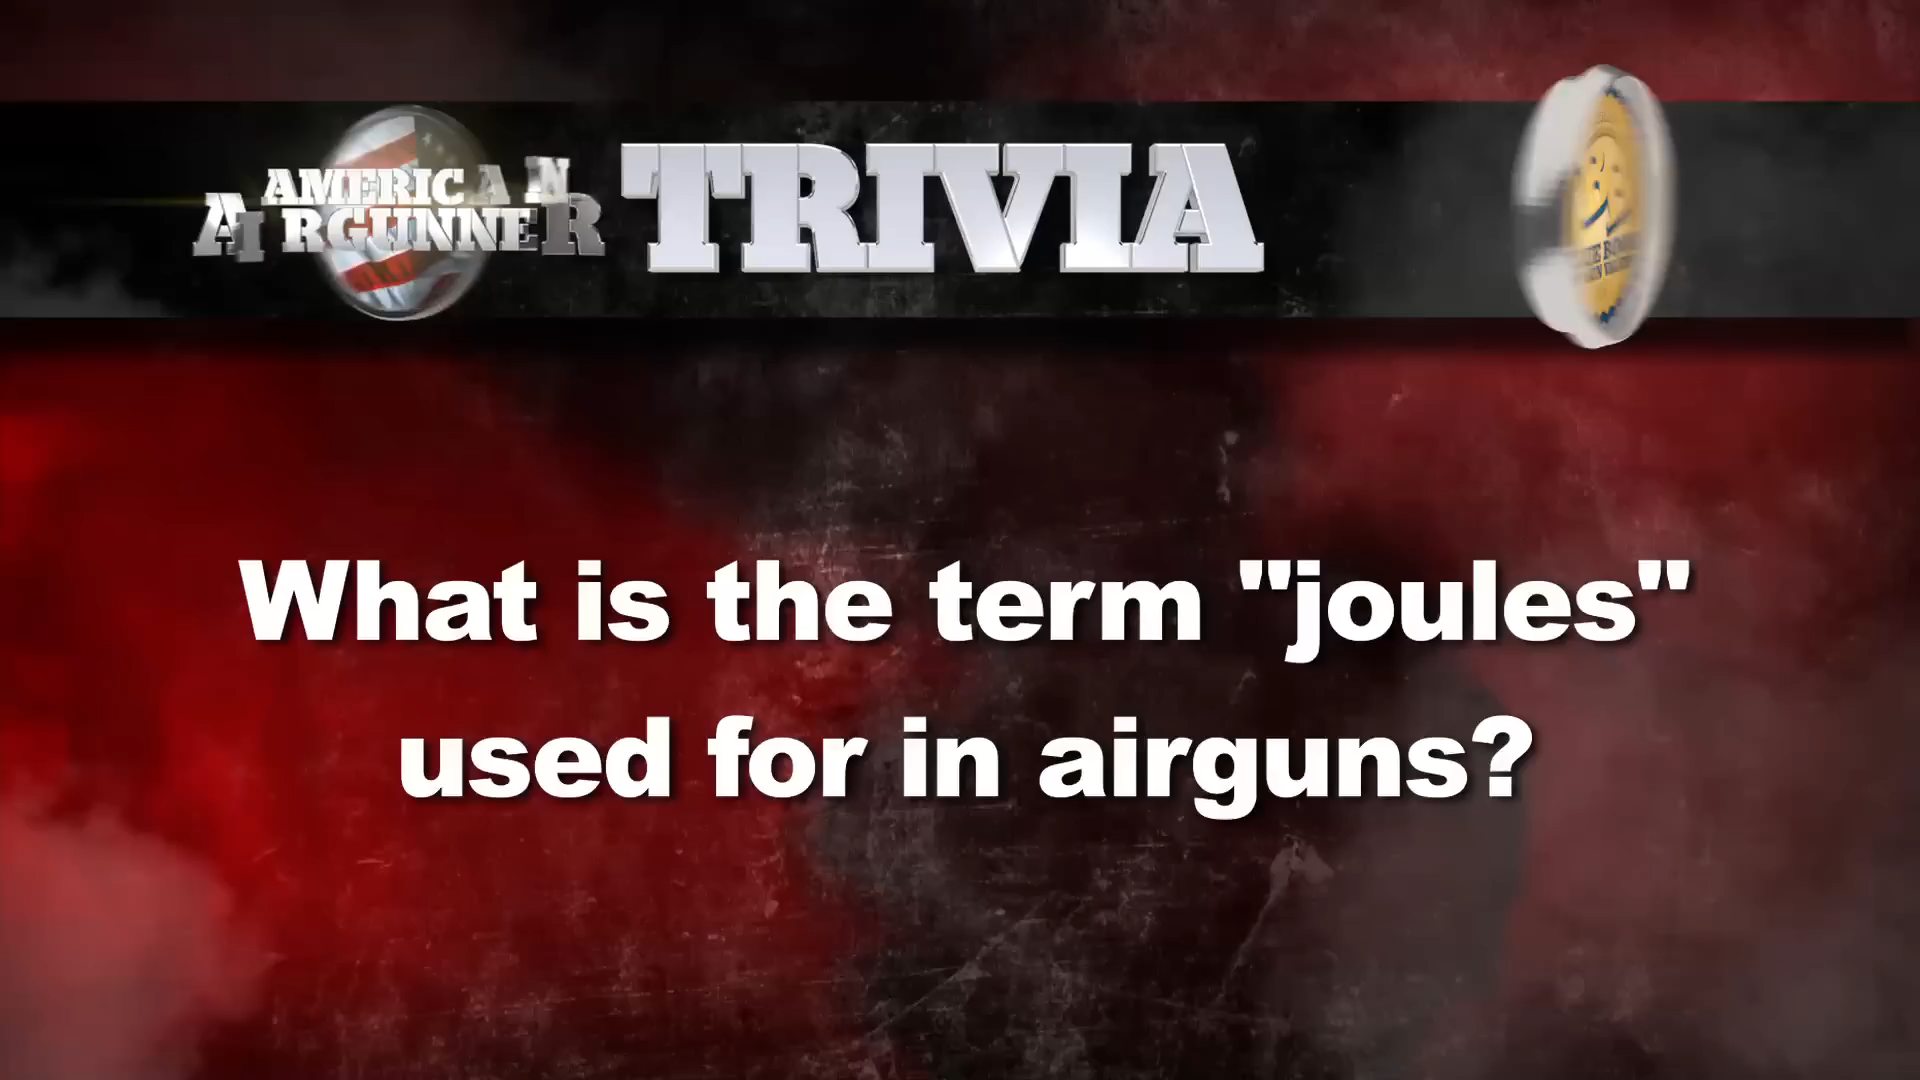 AMERICAN
AIRGUNNER
TRIVIA
What is the term "joules"
used for in airguns?